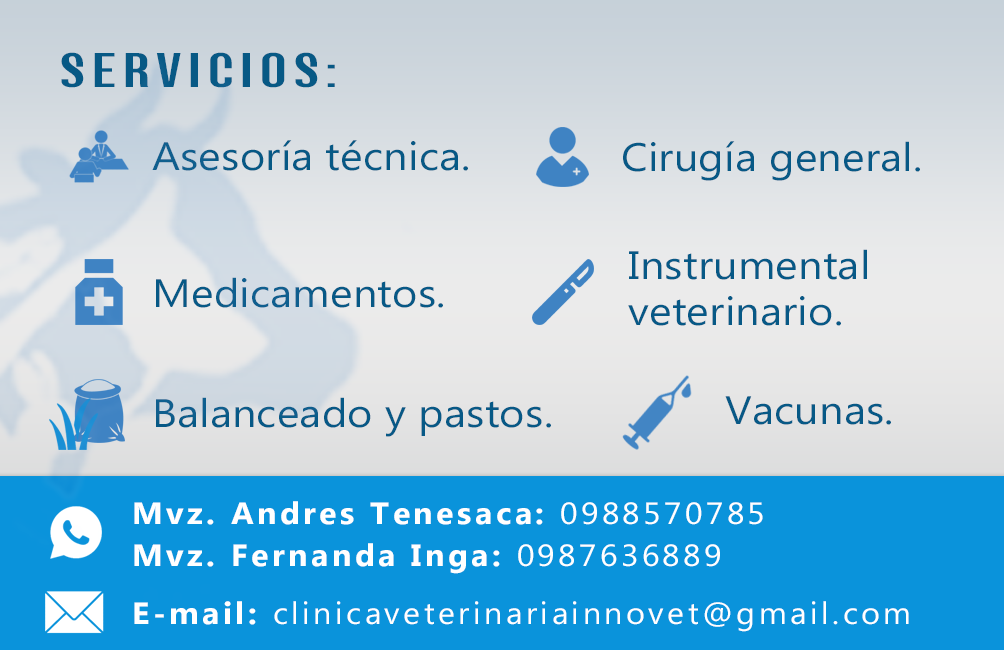 SERVICIOS:
Asesoría técnica.
Cirugía general.
Medicamentos.
Instrumental
veterinario.
Balanceado y pastos.
Vacunas.
Mvz. Andres Tenesaca: 0988570785
Mvz. Fernanda Inga: 0987636889
E-mail: clinicaveterinariainnovet@gmail.com